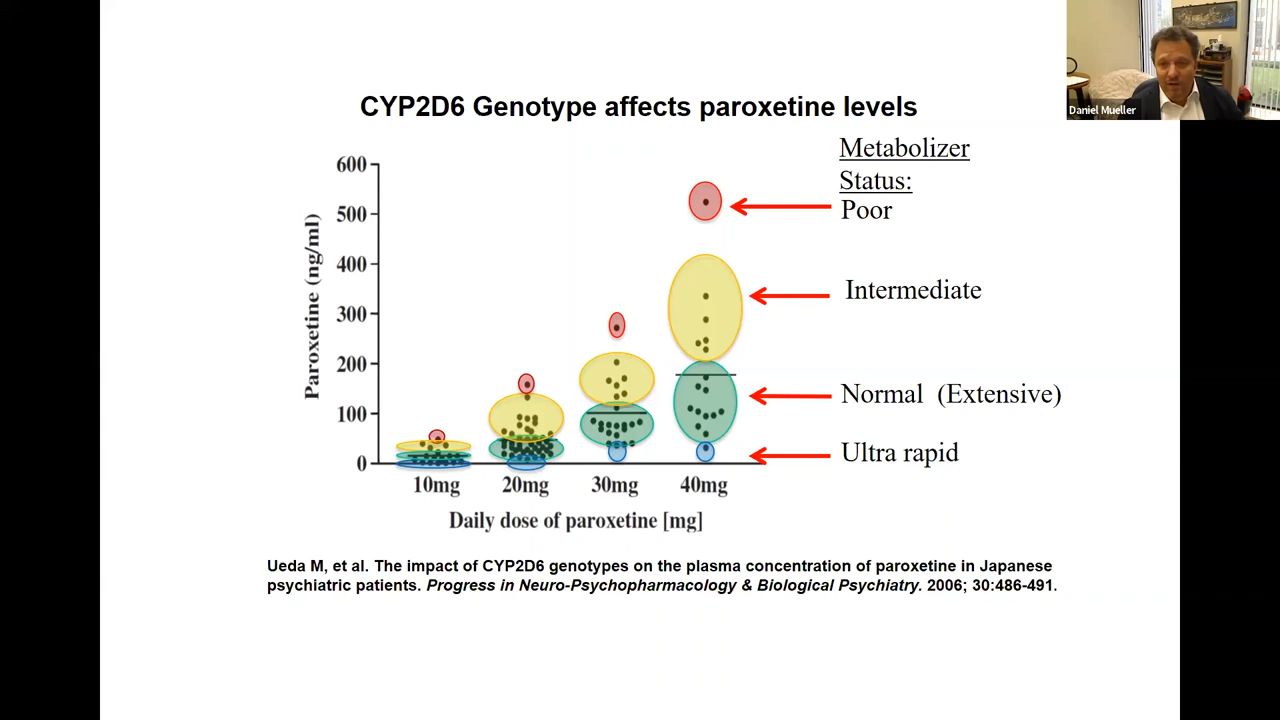 Daniel Mueller
CYP2D6 Genotype affects paroxetine levels
Metabolizer
Status:
Poor
Intermediate
Normal (Extensive)
Ultra rapid
Paroxetine (ng/ml)
600
500
400
300
200
100
0
10mg 20mg 30mg 40mg
Daily dose of paroxetine [mg]
Ueda M, et al. The impact of CYP2D6 genotypes on the plasma concentration of paroxetine in Japanese
psychiatric patients. Progress in Neuro-Psychopharmacology & Biological Psychiatry. 2006; 30:486-491.